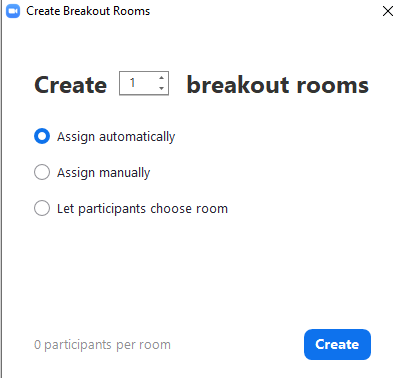 Create Breakout Rooms
Create 1 breakout rooms
Assign automatically
Assign manually
Let participants choose room
0 participants per room
Create